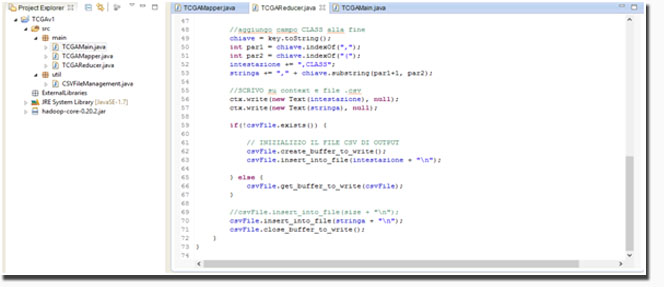 Project Explorer
TCGAv1
src
main
TCGAMain.java
TCGAMapper.java
TCGAReducer.java
util
CSVFileManagement.java
ExternalLibraries
JRE System Library [JavaSE-1.7]
hadoop-core-0.20.2.jar
TCGAMapper.java TCGAReducer.java TCGAMain.java
47
48 //aggiungo campo CLASS alla fine
49 chiave = key.toString();
50 int par1 = chiave.indexOf(",");
51 int par2 = chiave.indexOf(")");
52 intestazione += ",CLASS";
53 stringa += "," + chiave.substring(par1+1, par2);
54
55 //SCRIVO su context e file .csv
56 ctx.write(new Text(intestazione), null);
57 ctx.write(new Text(stringa), null);
58
59 if(!csvFile.exists()) {
60
61 // INIZIALIZZO IL FILE CSV DI OUTPUT
62 csvFile.create_buffer_to_write();
63 csvFile.insert_into_file(intestazione + "\n");
64
65 } else {
66 csvFile.get_buffer_to_write(csvFile);
67 }
68
69 //csvFile.insert_into_file(size + "\n");
70 csvFile.insert_into_file(stringa + "\n");
71 csvFile.close_buffer_to_write();
72 }
73 }
74